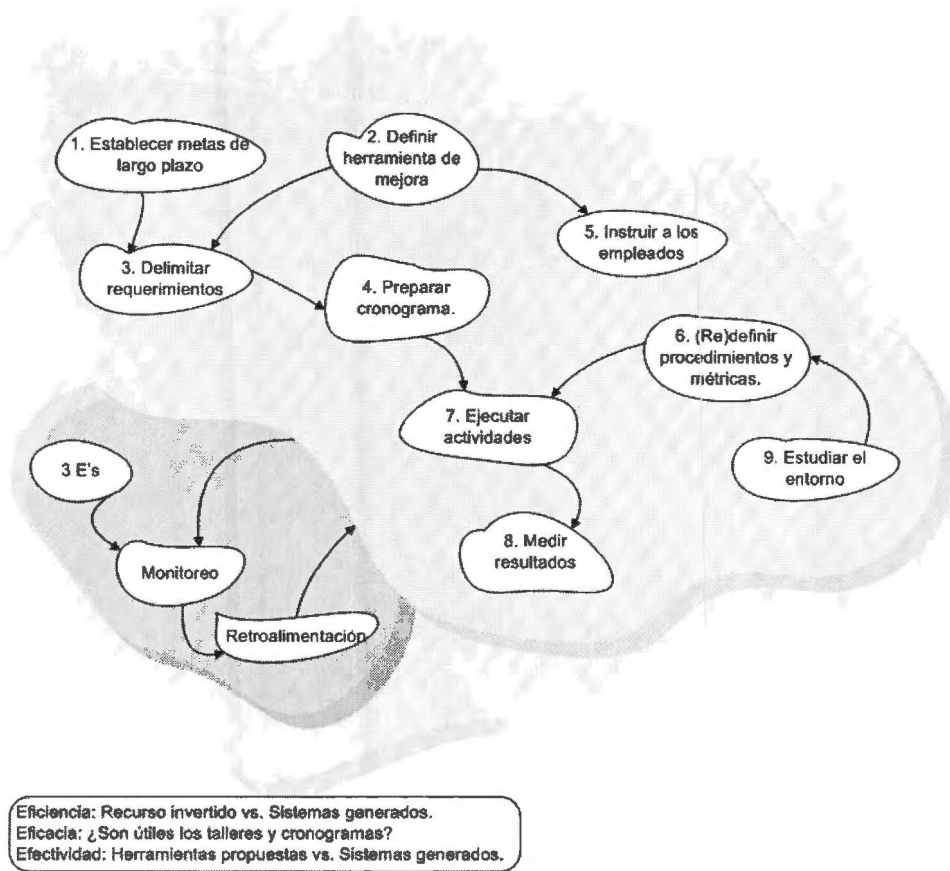 1. Establecer metas de
largo plazo
2. Definir
herramienta de
mejora
3. Delimitar
requerimientos
4. Preparar
cronograma.
5. Instruir a los
empleados
6. (Re)definir
procedimientos y
métricas.
7. Ejecutar
actividades
9. Estudiar el
entorno
8. Medir
resultados
3 E's
Monitoreo
Retroalimentación
Eficiencia: Recurso invertido vs. Sistemas generados.
Eficacia: ¿Son útiles los talleres y cronogramas?
Efectividad: Herramientas propuestas vs. Sistemas generados.